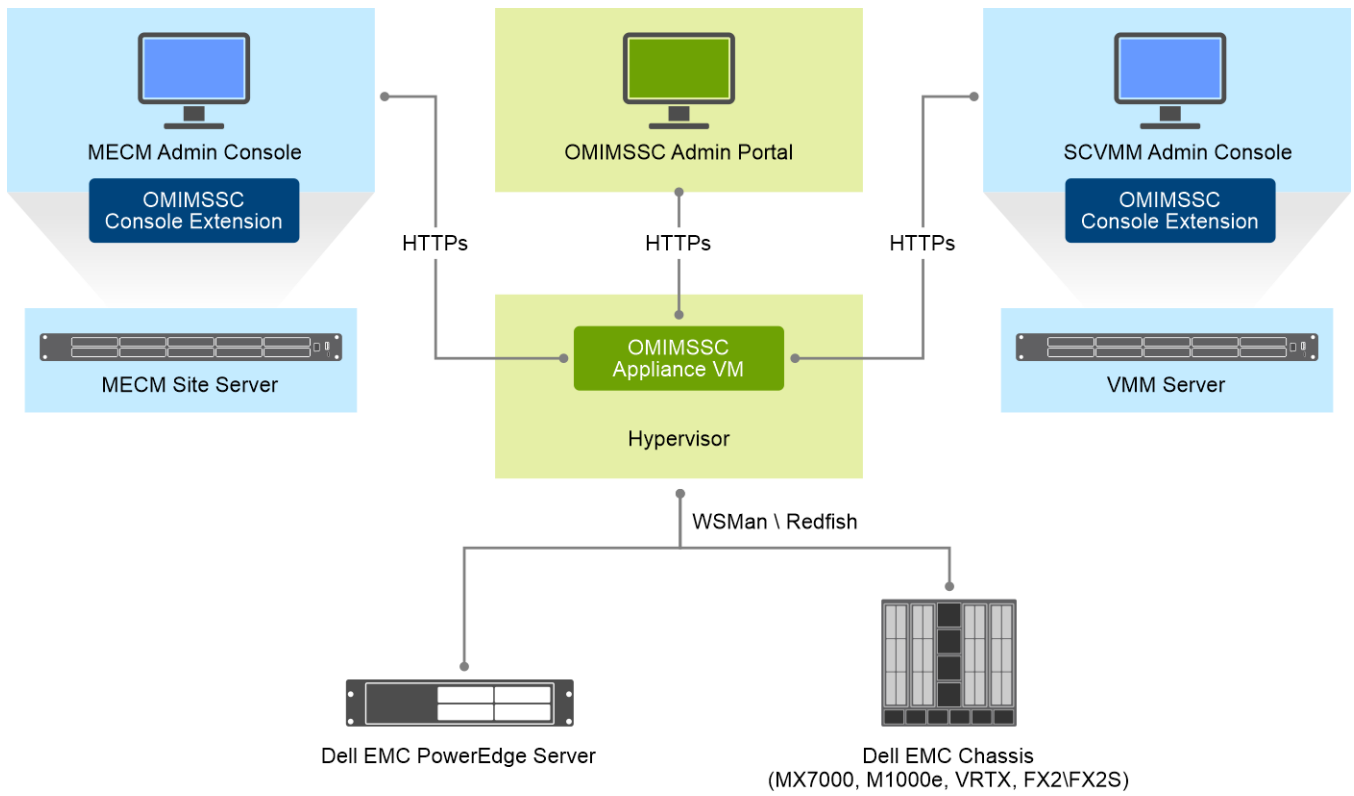 MECM Admin Console
OMIMSSC
Console Extension
MECM Site Server
OMIMSSC Admin Portal
SCVMM Admin Console
OMIMSSC
Console Extension
VMM Server
HTTPs
HTTPs
HTTPs
OMIMSSC
Appliance VM
Hypervisor
WSMan \ Redfish
Dell EMC PowerEdge Server
Dell EMC Chassis
(MX7000, M1000e, VRTX, FX2\FX2S)